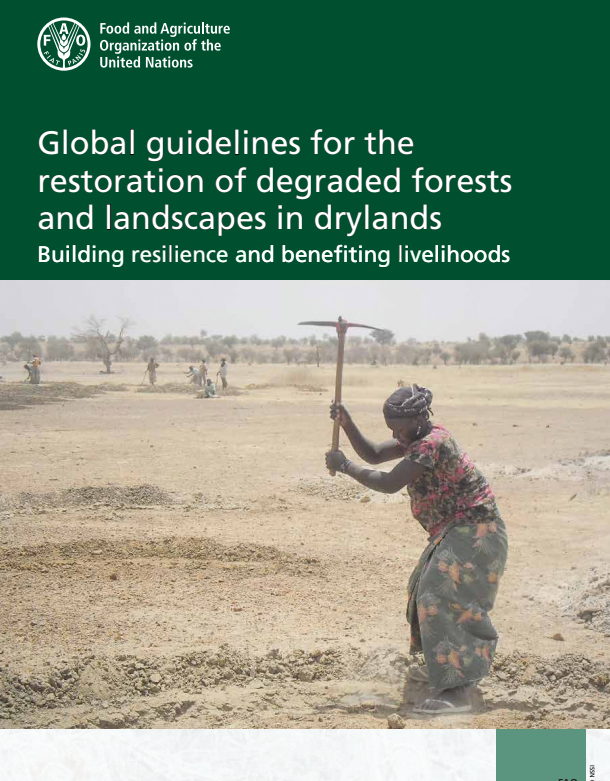 F A O
FIAT PANIS
Food and Agriculture
Organization of the
United Nations
Global guidelines for the
restoration of degraded forests
and landscapes in drylands
Building resilience and benefiting livelihoods
ISSN